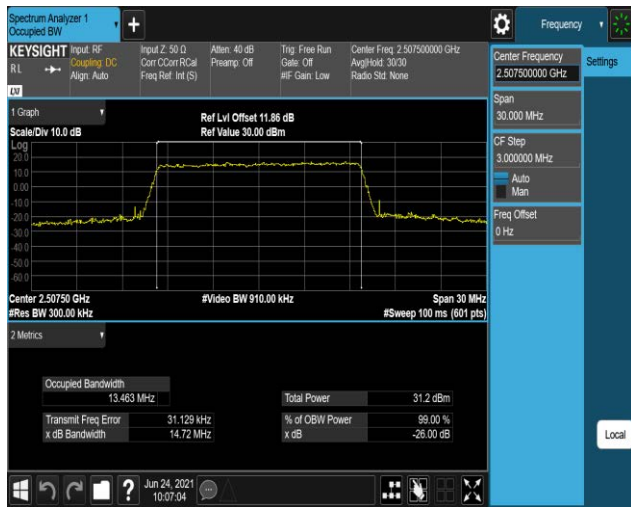 Spectrum Analyzer 1
Occupied BW
Frequency
KEYSIGHT
RL
Input: RF
Coupling: DC
Align: Auto
Input Z: 50 Ω
Corr CCorr RCal
Freq Ref: Int (S)
Atten: 40 dB
Preamp: Off
Trig: Free Run
Gate: Off
#IF Gain: Low
Center Freq: 2.507500000 GHz
Avg|Hold: 30/30
Radio Std: None
LXI
1 Graph
Scale/Div 10.0 dB
Ref Lvl Offset 11.86 dB
Ref Value 30.00 dBm
Log
20.0
10.0
0.00
-10.0
-20.0
-30.0
-40.0
-50.0
-60.0
Center 2.50750 GHz
#Res BW 300.00 kHz
#Video BW 910.00 kHz
Span 30 MHz
#Sweep 100 ms (601 pts)
2 Metrics
Occupied Bandwidth
13.463 MHz
Transmit Freq Error 31.129 kHz
x dB Bandwidth 14.72 MHz
Total Power 31.2 dBm
% of OBW Power 99.00 %
x dB -26.00 dB
Center Frequency
2.507500000 GHz
Span
30.000 MHz
CF Step
3.000000 MHz
Auto
Man
Freq Offset
0 Hz
Settings
Local
?
Jun 24, 2021
10:07:04